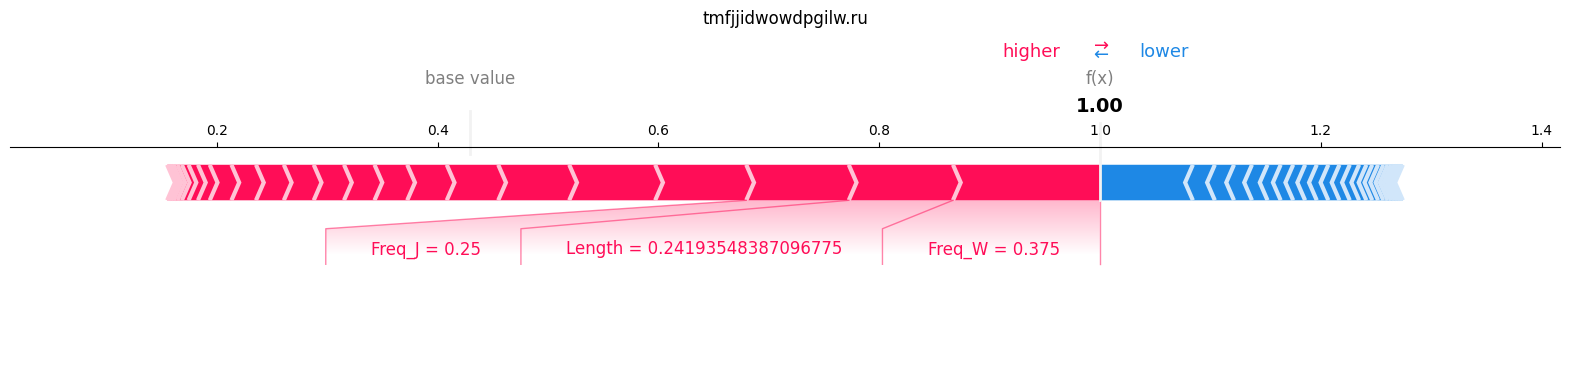 tmfjjidwowdpgilw.ru
higher ⇄ lower
base value f(x)
1.00
0.2 0.4 0.6 0.8 1.0 1.2 1.4
Freq_J = 0.25 Length = 0.24193548387096775 Freq_W = 0.375